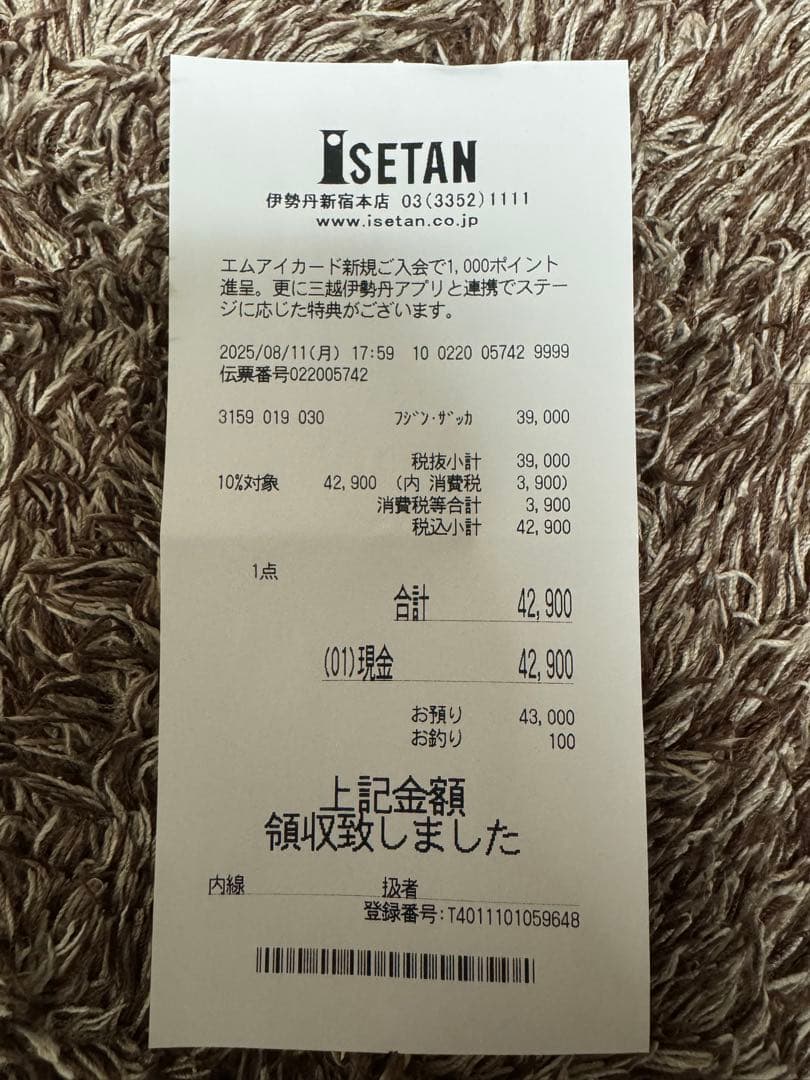 ISETAN
伊勢丹新宿本店 03(3352)1111
www.isetan.co.jp
エムアイカード新規ご入会で1,000ポイント
進呈。更に三越伊勢丹アプリと連携でステー
ジに応じた特典がございます。
2025/08/11(月) 17:59 10 0220 05742 9999
伝票番号022005742
3159 019 030 フジン・ザッカ 39,000
税抜小計 39,000
10%対象 42,900 (内 消費税 3,900)
消費税等合計 3,900
税込小計 42,900
1点
合計 42,900
(01)現金 42,900
お預り 43,000
お釣り 100
上記金額
領収致しました
内線 扱者
登録番号:T4011101059648